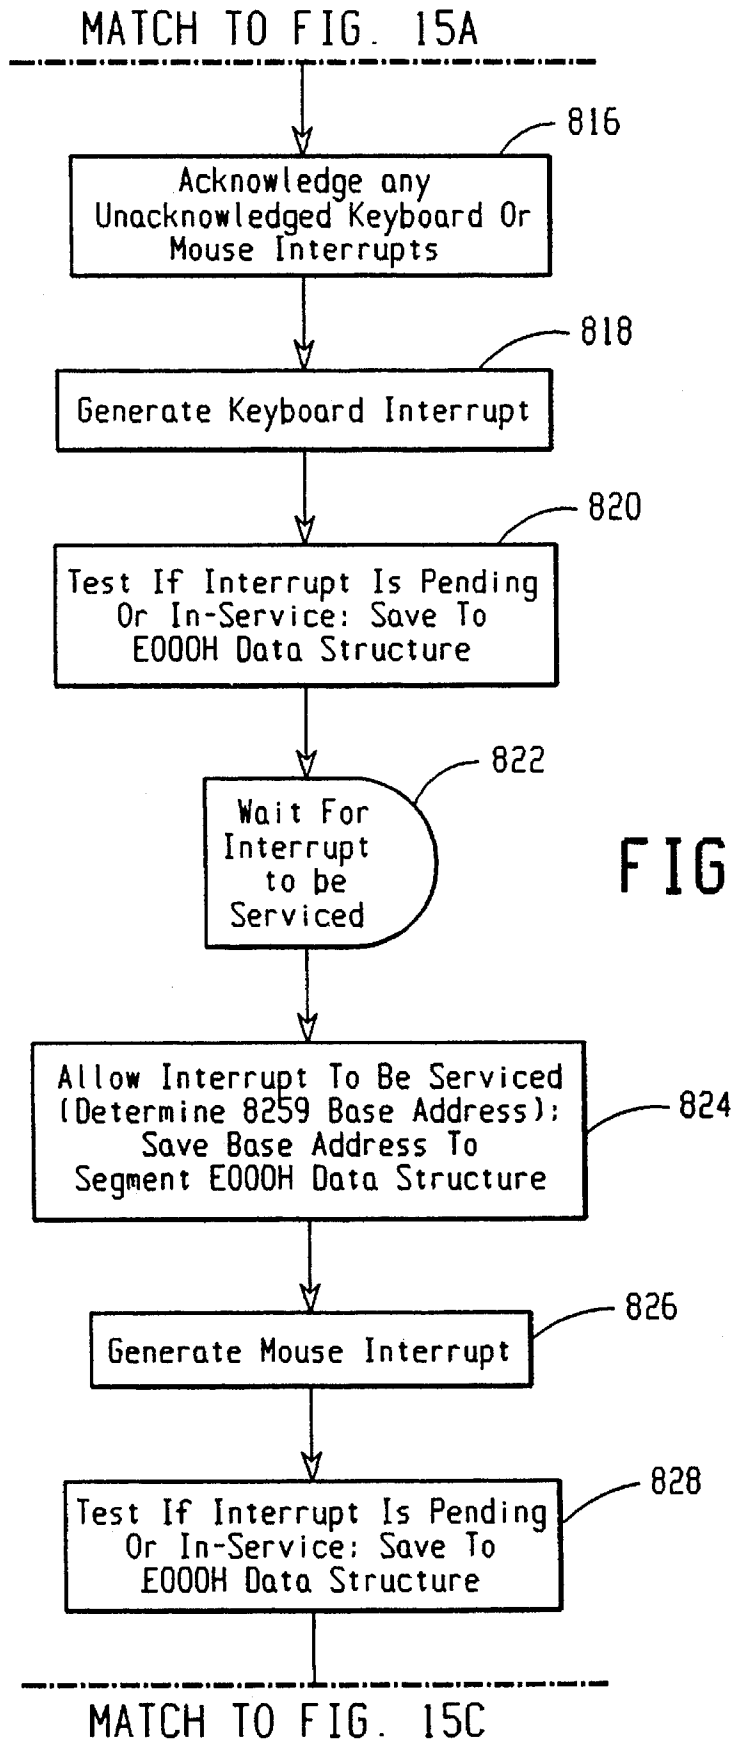 MATCH TO FIG. 15A
816
Acknowledge any
Unacknowledged Keyboard Or
Mouse Interrupts
818
Generate Keyboard Interrupt
820
Test If Interrupt Is Pending
Or In-Service: Save To
E000H Data Structure
822
Wait For
Interrupt
to be
Serviced
FIG
Allow Interrupt To Be Serviced
(Determine 8259 Base Address):
Save Base Address To
Segment E000H Data Structure
824
826
Generate Mouse Interrupt
828
Test If Interrupt Is Pending
Or In-Service: Save To
E000H Data Structure
MATCH TO FIG. 15C